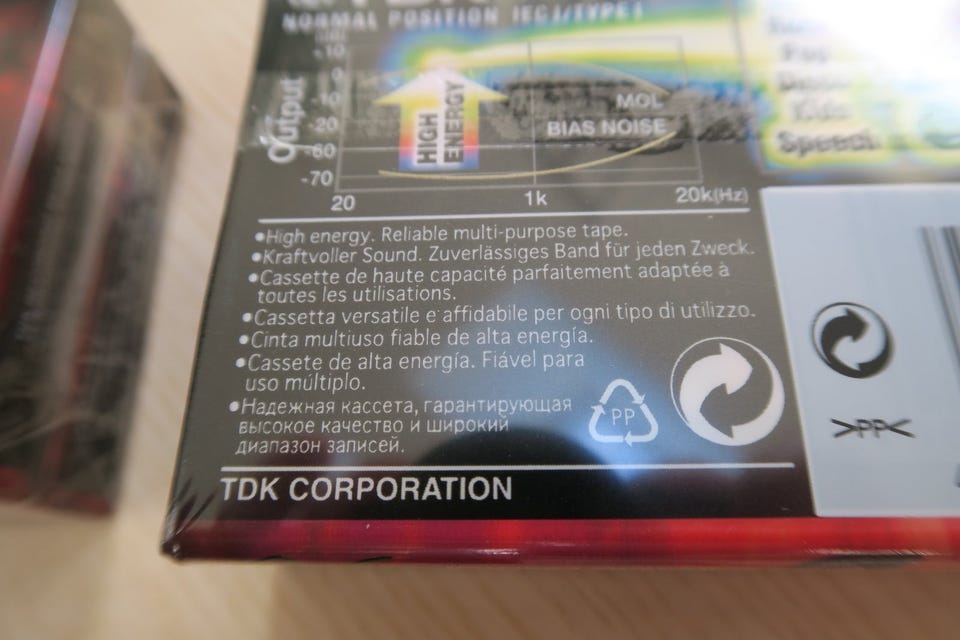 NORMAL POSITION IEC I/TYPE I
Output
+10
0
-10
-20
-60
-70
HIGH
ENERGY
MOL
BIAS NOISE
20
1k
20k(Hz)
Speech
•High energy. Reliable multi-purpose tape.
•Kraftvoller Sound. Zuverlässiges Band für jeden Zweck.
•Cassette de haute capacité parfaitement adaptée à
toutes les utilisations.
•Cassetta versatile e affidabile per ogni tipo di utilizzo.
•Cinta multiuso fiable de alta energía.
•Cassete de alta energía. Fiável para
uso múltiplo.
•Надежная кассета, гарантирующая
высокое качество и широкий
диапазон записей.
PP
>PP<
TDK CORPORATION